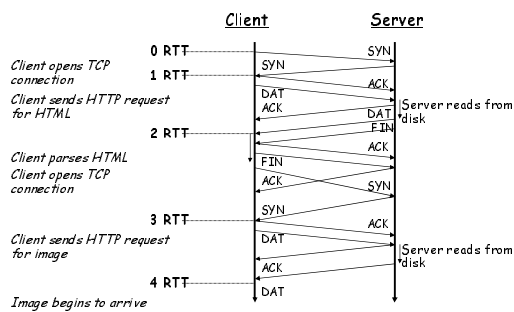 Client Server
0 RTT SYN
Client opens TCP
connection
SYN
1 RTT ACK
DAT
Client sends HTTP request
for HTML
ACK
DAT
Server reads from
disk
FIN
2 RTT
ACK
Client parses HTML
FIN
Client opens TCP
connection
ACK
SYN
SYN
3 RTT ACK
DAT
Client sends HTTP request
for image
Server reads from
disk
ACK
4 RTT
DAT
Image begins to arrive